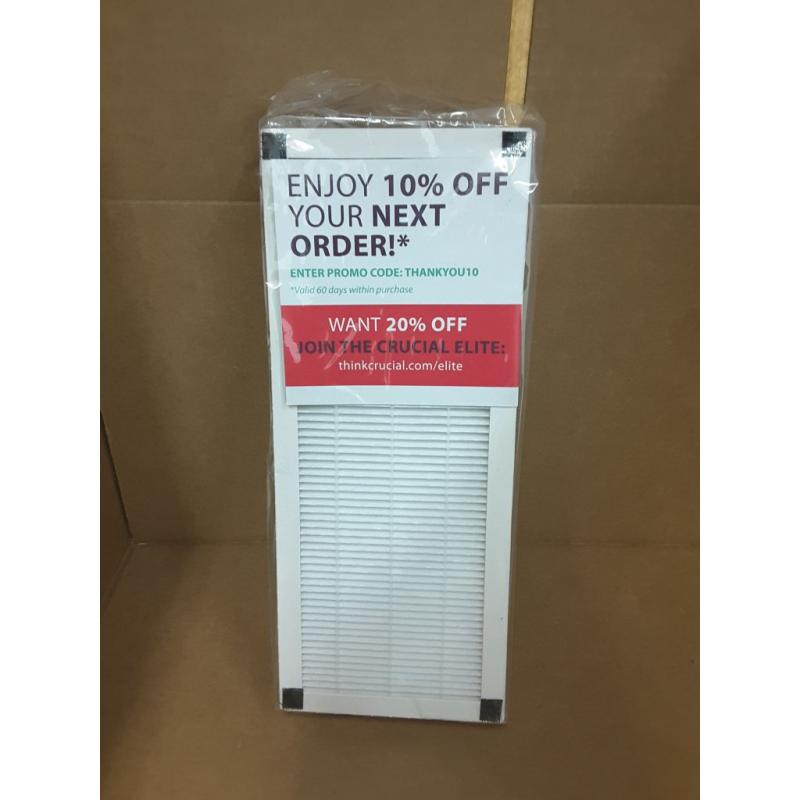 ENJOY 10% OFF
YOUR NEXT
ORDER!*
ENTER PROMO CODE: THANKYOU10
*Valid 60 days within purchase
WANT 20% OFF
JOIN THE CRUCIAL ELITE:
thinkcrucial.com/elite